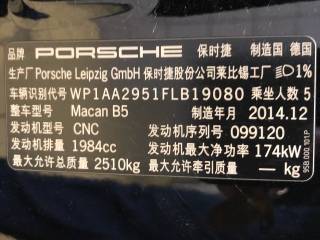 品牌 PORSCHE 保时捷 制造国 德国
生产厂 Porsche Leipzig GmbH 保时捷股份公司莱比锡工厂 1%
车辆识别代号 WP1AA2951FLB19080 乘坐人数 5
整车型号 Macan B5 制造年月 2014.12
发动机型号 CNC 发动机序列号 099120
发动机排量 1984cc 发动机最大净功率 174kW
最大允许总质量 2510kg 最大允许牵引质量 — kg